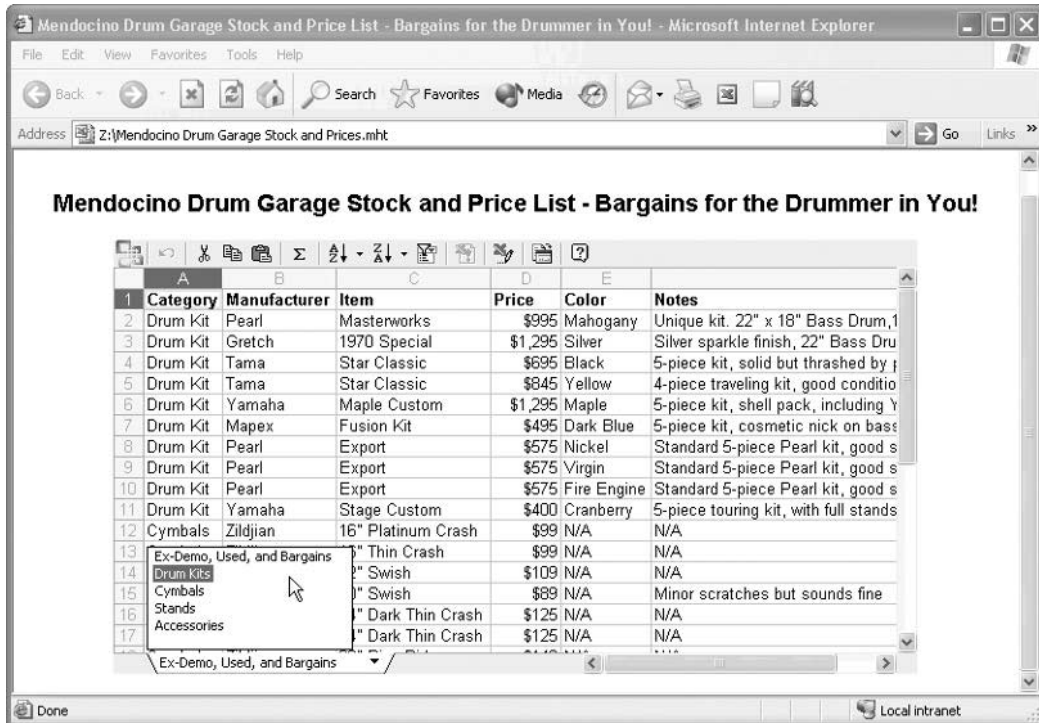 Mendocino Drum Garage Stock and Price List - Bargains for the Drummer in You! - Microsoft Internet Explorer
File Edit View Favorites Tools Help
Back Search Favorites Media
Address Z:\Mendocino Drum Garage Stock and Prices.mht Go Links »
Mendocino Drum Garage Stock and Price List - Bargains for the Drummer in You!
A B C D E
1 Category Manufacturer Item Price Color Notes
2 Drum Kit Pearl Masterworks $995 Mahogany Unique kit. 22" x 18" Bass Drum,1
3 Drum Kit Gretch 1970 Special $1,295 Silver Silver sparkle finish, 22" Bass Dru
4 Drum Kit Tama Star Classic $695 Black 5-piece kit, solid but thrashed by
5 Drum Kit Tama Star Classic $845 Yellow 4-piece traveling kit, good conditio
6 Drum Kit Yamaha Maple Custom $1,295 Maple 5-piece kit, shell pack, including Y
7 Drum Kit Mapex Fusion Kit $495 Dark Blue 5-piece kit, cosmetic nick on bass
8 Drum Kit Pearl Export $575 Nickel Standard 5-piece Pearl kit, good s
9 Drum Kit Pearl Export $575 Virgin Standard 5-piece Pearl kit, good s
10 Drum Kit Pearl Export $575 Fire Engine Standard 5-piece Pearl kit, good s
11 Drum Kit Yamaha Stage Custom $400 Cranberry 5-piece touring kit, with full stands
12 Cymbals Zildjian 16" Platinum Crash $99 N/A N/A
13 " Thin Crash $99 N/A N/A
14 " Swish $109 N/A N/A
15 " Swish $89 N/A Minor scratches but sounds fine
16 " Dark Thin Crash $125 N/A N/A
17 " Dark Thin Crash $125 N/A N/A
Ex-Demo, Used, and Bargains
Drum Kits
Cymbals
Stands
Accessories
Ex-Demo, Used, and Bargains
Done Local intranet